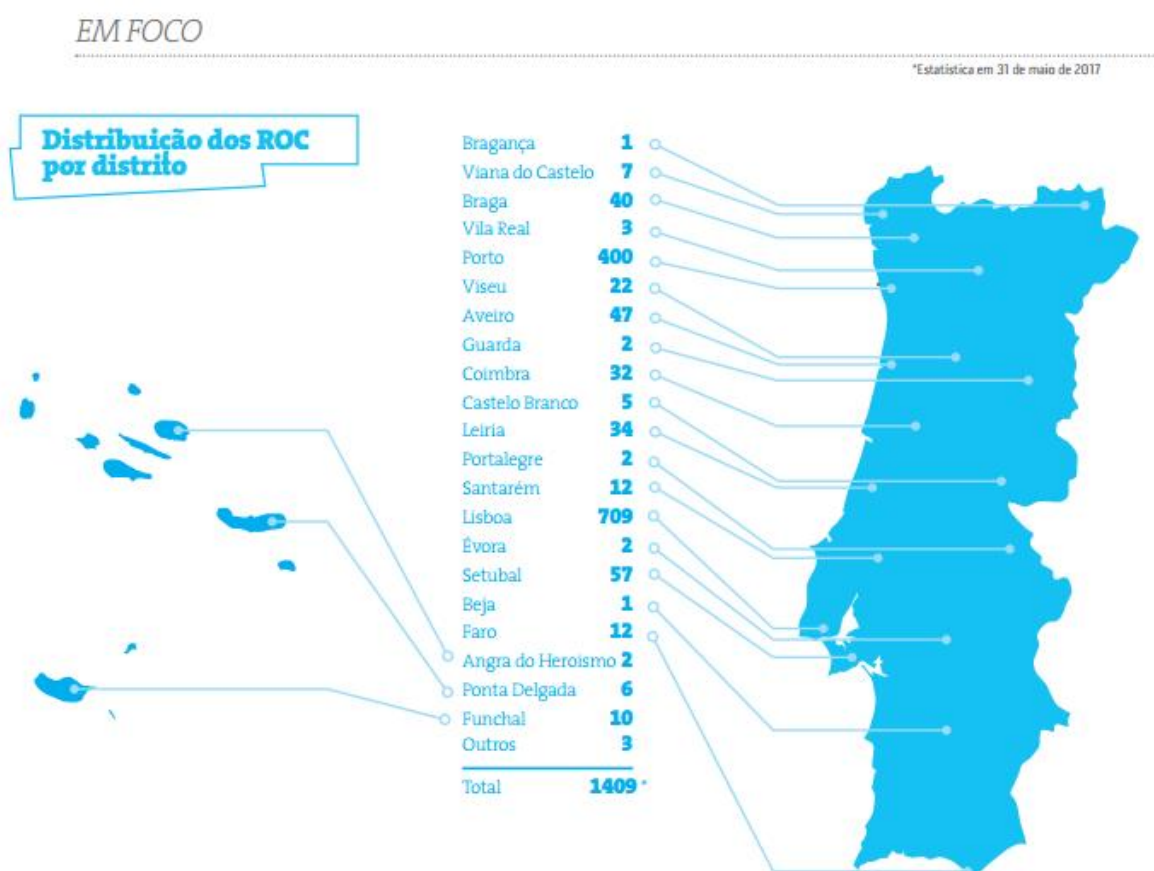 EM FOCO
*Estatística em 31 de maio de 2017
Distribuição dos ROC
por distrito
Bragança 1
Viana do Castelo 7
Braga 40
Vila Real 3
Porto 400
Viseu 22
Aveiro 47
Guarda 2
Coimbra 32
Castelo Branco 5
Leiria 34
Portalegre 2
Santarém 12
Lisboa 709
Évora 2
Setubal 57
Beja 1
Faro 12
Angra do Heroismo 2
Ponta Delgada 6
Funchal 10
Outros 3
Total 1409 *